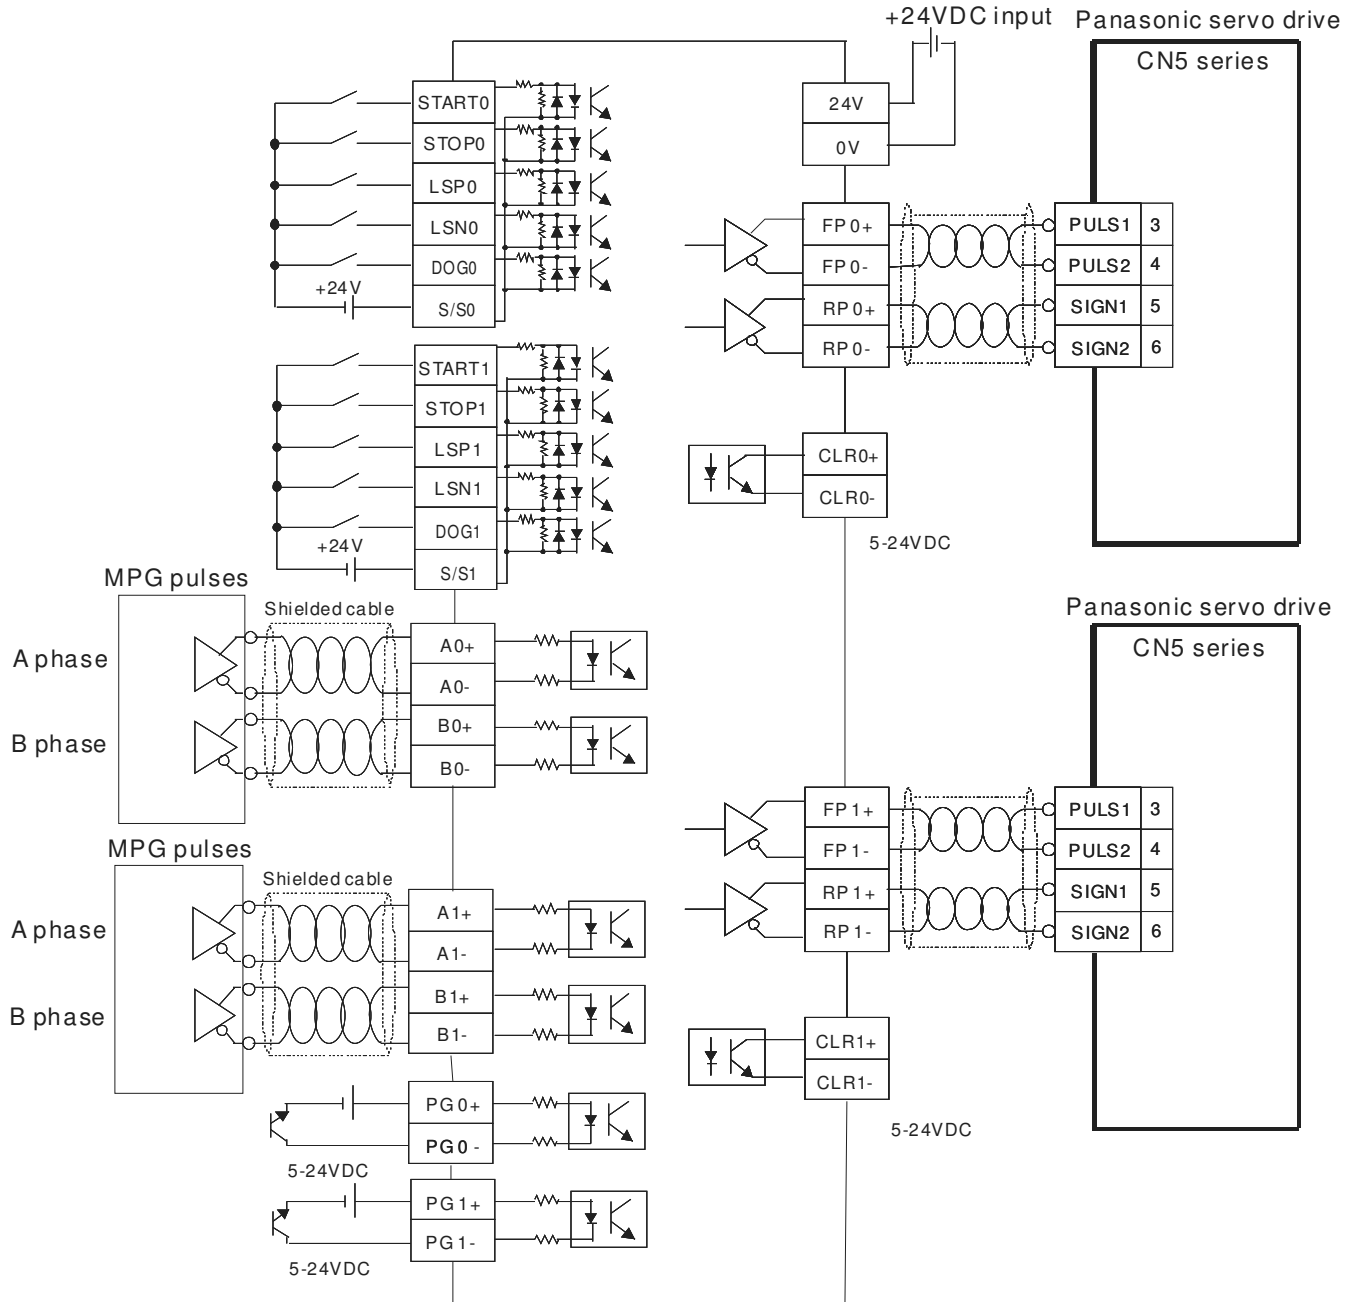 +24VDC input
Panasonic servo drive
CN5 series
START0
STOP0
LSP0
LSN0
DOG0
+24V
S/S0
24V
0V
FP0+
FP0-
RP0+
RP0-
PULS1 3
PULS2 4
SIGN1 5
SIGN2 6
START1
STOP1
LSP1
LSN1
DOG1
+24V
S/S1
CLR0+
CLR0-
5-24VDC
MPG pulses
Shielded cable
A phase
B phase
A0+
A0-
B0+
B0-
Panasonic servo drive
CN5 series
MPG pulses
Shielded cable
A phase
B phase
A1+
A1-
B1+
B1-
FP1+
FP1-
RP1+
RP1-
PULS1 3
PULS2 4
SIGN1 5
SIGN2 6
CLR1+
CLR1-
5-24VDC
PG0+
PG0-
5-24VDC
PG1+
PG1-
5-24VDC